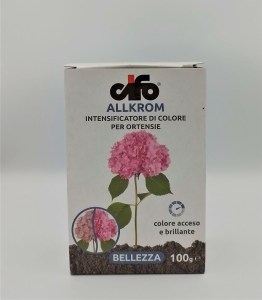 cifo
ALLKROM
INTENSIFICATORE DI COLORE
PER ORTENSIE
colore acceso
e brillante
BELLEZZA
100g e